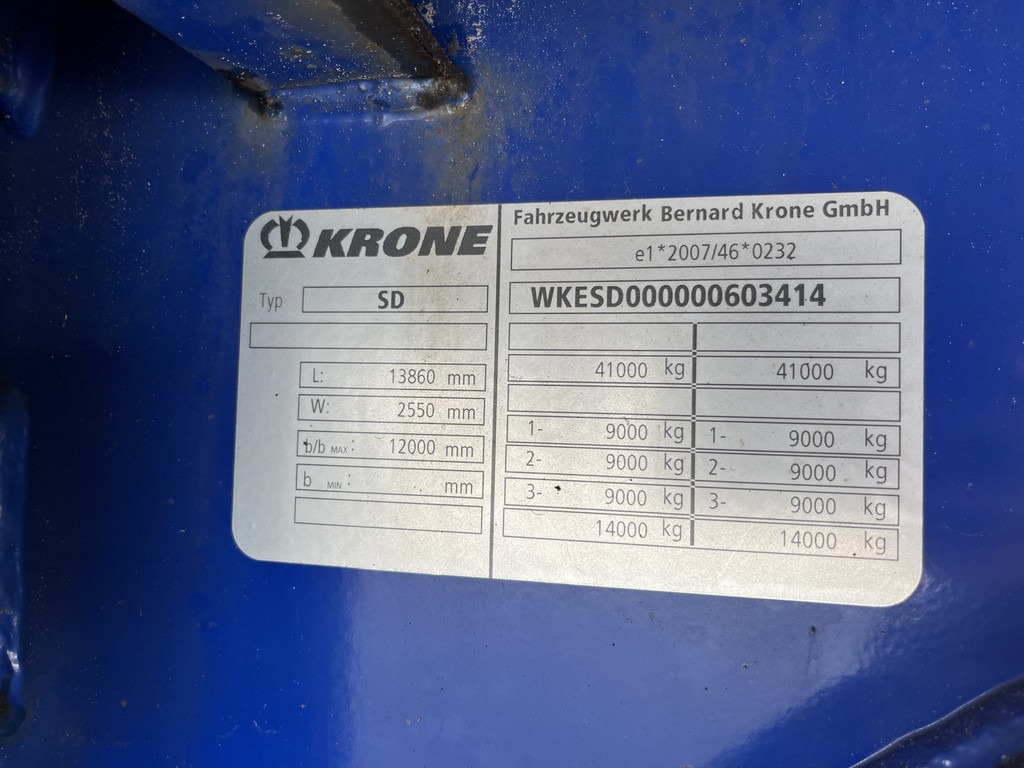 KRONE
Typ SD
L: 13860 mm
W: 2550 mm
b/b MAX: 12000 mm
b MIN: mm
Fahrzeugwerk Bernard Krone GmbH
e1*2007/46*0232
WKESD000000603414
41000 kg 41000 kg
1- 9000 kg 1- 9000 kg
2- 9000 kg 2- 9000 kg
3- 9000 kg 3- 9000 kg
14000 kg 14000 kg